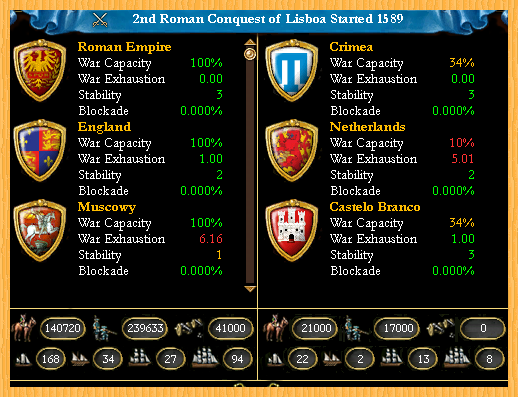 2nd Roman Conquest of Lisboa Started 1589
Roman Empire
War Capacity 100%
War Exhaustion 0.00
Stability 3
Blockade 0.000%
England
War Capacity 100%
War Exhaustion 1.00
Stability 2
Blockade 0.000%
Muscowy
War Capacity 100%
War Exhaustion 6.16
Stability 1
Blockade 0.000%
Crimea
War Capacity 34%
War Exhaustion 0.00
Stability 3
Blockade 0.000%
Netherlands
War Capacity 10%
War Exhaustion 5.01
Stability 2
Blockade 0.000%
Castelo Branco
War Capacity 34%
War Exhaustion 1.00
Stability 3
Blockade 0.000%
140720 239633 41000
168 34 27 94
21000 17000 0
22 2 13 8